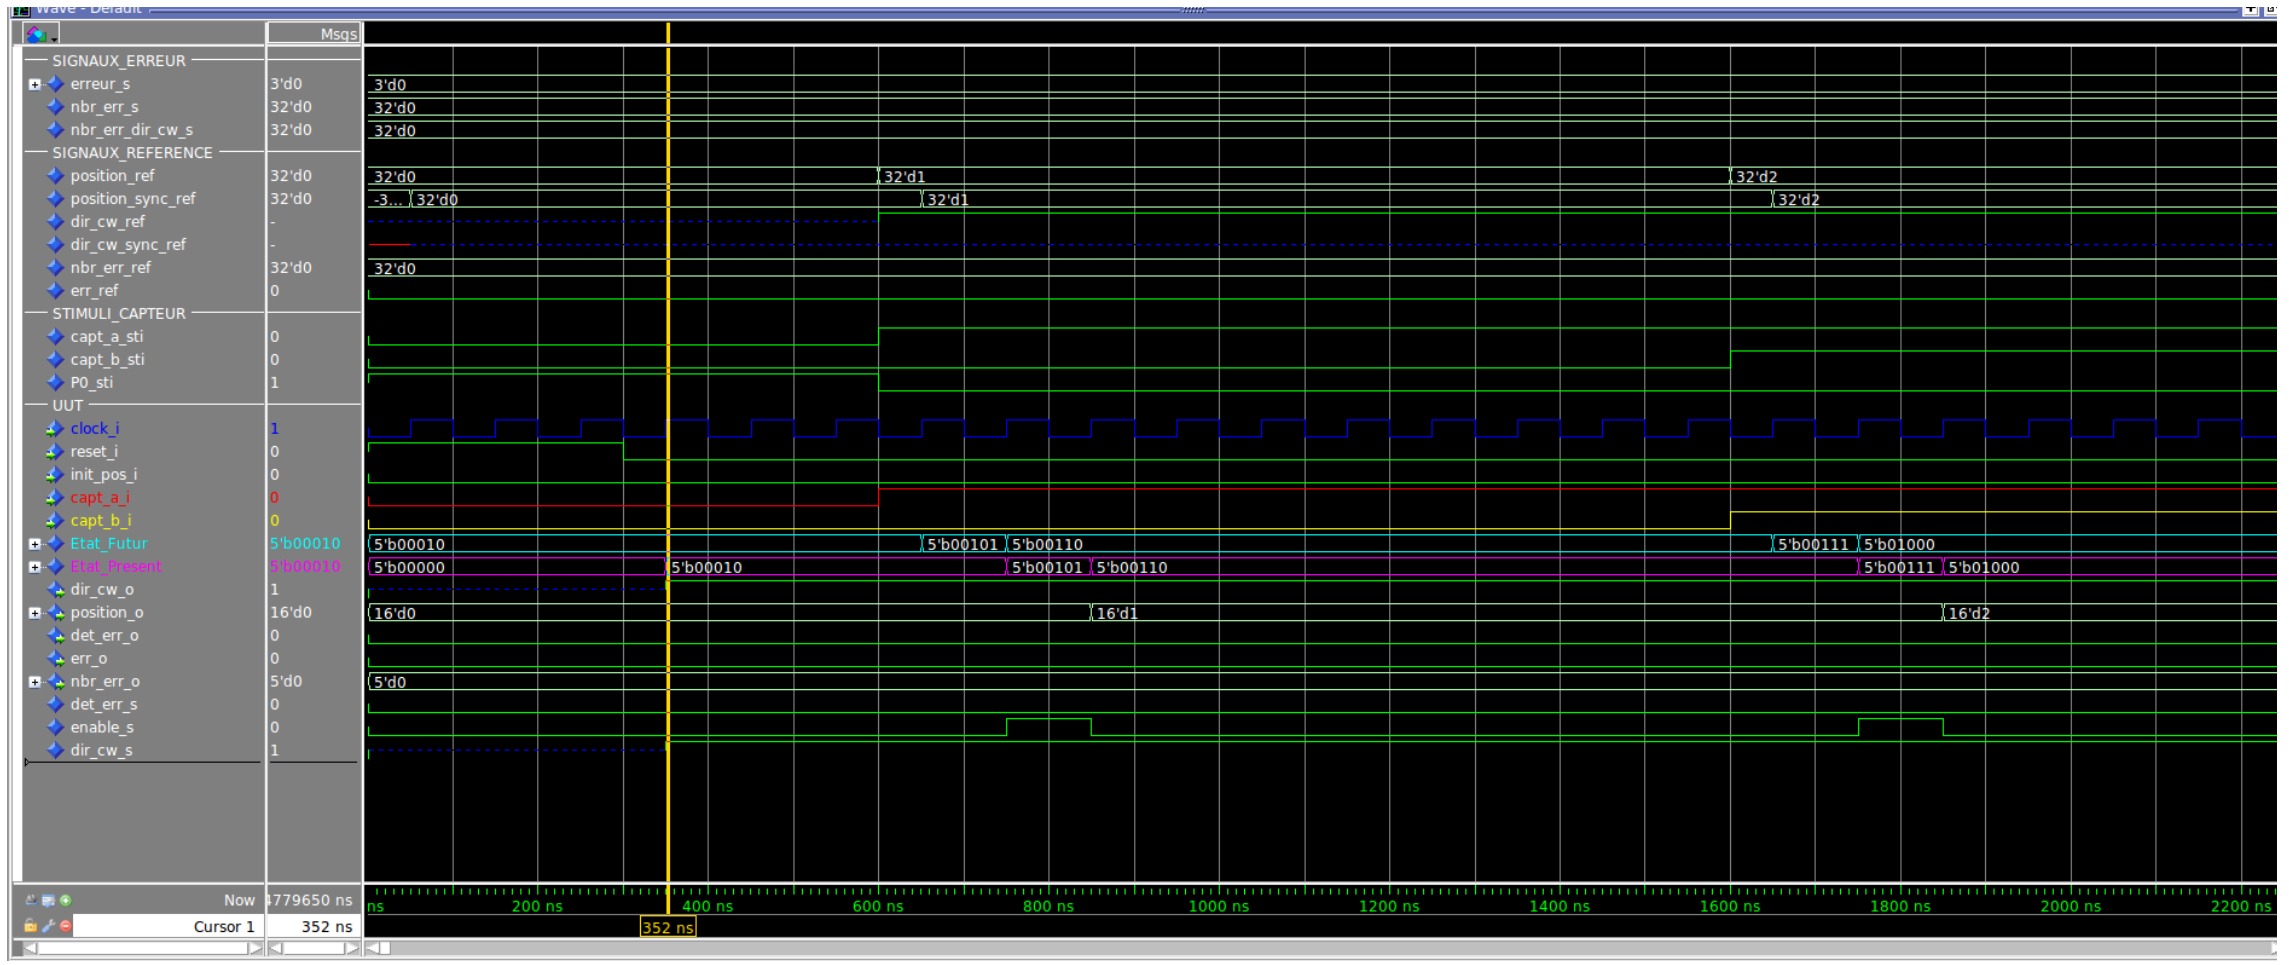 Wave - Default
Msgs
SIGNAUX_ERREUR
erreur_s 3'd0 3'd0
nbr_err_s 32'd0 32'd0
nbr_err_dir_cw_s 32'd0 32'd0
SIGNAUX_REFERENCE
position_ref 32'd0 32'd0 32'd1 32'd2
position_sync_ref 32'd0 -3... 32'd0 32'd1 32'd2
dir_cw_ref -
dir_cw_sync_ref -
nbr_err_ref 32'd0 32'd0
err_ref 0
STIMULI_CAPTEUR
capt_a_sti 0
capt_b_sti 0
P0_sti 1
UUT
clock_i 1
reset_i 0
init_pos_i 0
capt_a_i 0
capt_b_i 0
Etat_Futur 5'b00010 5'b00010 5'b00101 5'b00110 5'b00111 5'b01000
Etat_Present 5'b00010 5'b00000 5'b00010 5'b00101 5'b00110 5'b00111 5'b01000
dir_cw_o 1
position_o 16'd0 16'd0 16'd1 16'd2
det_err_o 0
err_o 0
nbr_err_o 5'd0 5'd0
det_err_s 0
enable_s 0
dir_cw_s 1
Now 4779650 ns ns 200 ns 400 ns 600 ns 800 ns 1000 ns 1200 ns 1400 ns 1600 ns 1800 ns 2000 ns 2200 ns
Cursor 1 352 ns 352 ns